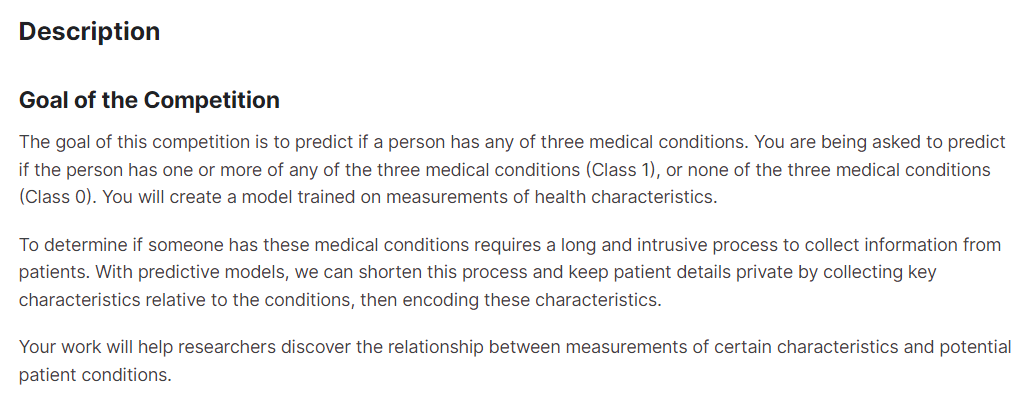 Description
Goal of the Competition
The goal of this competition is to predict if a person has any of three medical conditions. You are being asked to predict
if the person has one or more of any of the three medical conditions (Class 1), or none of the three medical conditions
(Class 0). You will create a model trained on measurements of health characteristics.
To determine if someone has these medical conditions requires a long and intrusive process to collect information from
patients. With predictive models, we can shorten this process and keep patient details private by collecting key
characteristics relative to the conditions, then encoding these characteristics.
Your work will help researchers discover the relationship between measurements of certain characteristics and potential
patient conditions.